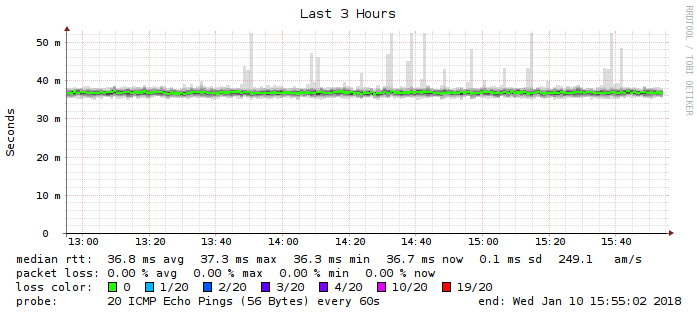 Last 3 Hours
RRDTOOL / TOBI OETIKER
Seconds
50 m
40 m
30 m
20 m
10 m
0
13:00 13:20 13:40 14:00 14:20 14:40 15:00 15:20 15:40
median rtt: 36.8 ms avg 37.3 ms max 36.3 ms min 36.7 ms now 0.1 ms sd 249.1 am/s
packet loss: 0.00 % avg 0.00 % max 0.00 % min 0.00 % now
loss color: 0 1/20 2/20 3/20 4/20 10/20 19/20
probe: 20 ICMP Echo Pings (56 Bytes) every 60s end: Wed Jan 10 15:55:02 2018